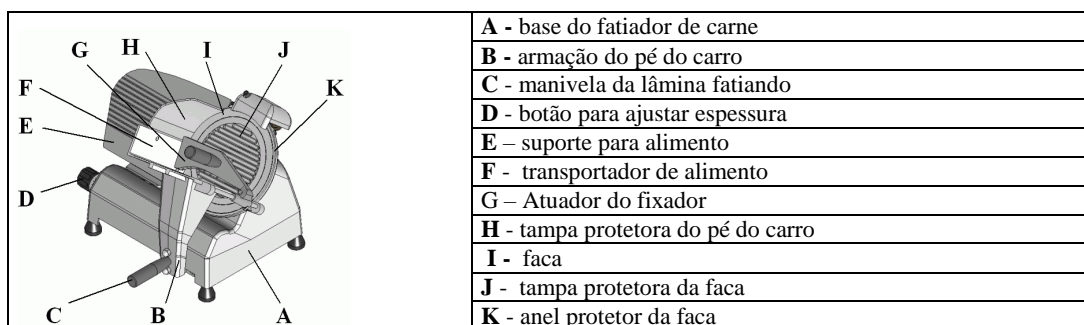 G
H
I
J
F
K
E
D
C
B
A
A - base do fatiador de carne
B - armação do pé do carro
C - manivela da lâmina fatiando
D - botão para ajustar espessura
E – suporte para alimento
F - transportador de alimento
G – Atuador do fixador
H - tampa protetora do pé do carro
I - faca
J - tampa protetora da faca
K - anel protetor da faca